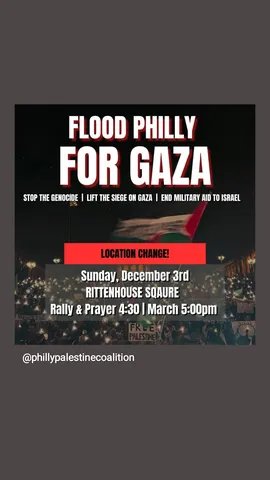 FLOOD PHILLY
FOR GAZA
STOP THE GENOCIDE | LIFT THE SIEGE ON GAZA | END MILITARY AID TO ISRAEL
LOCATION CHANGE!
Sunday, December 3rd
RITTENHOUSE SQAURE
Rally & Prayer 4:30 | March 5:00pm
FREE
PALESTINE
@phillypalestinecoalition